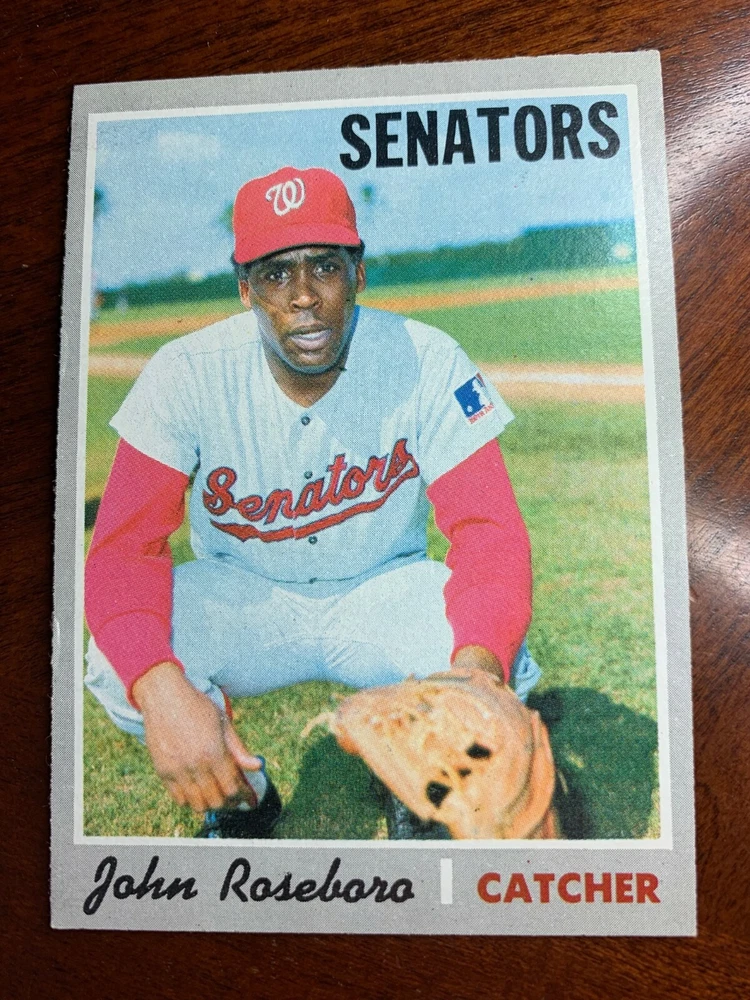 SENATORS
W
Senators
John Roseboro
CATCHER